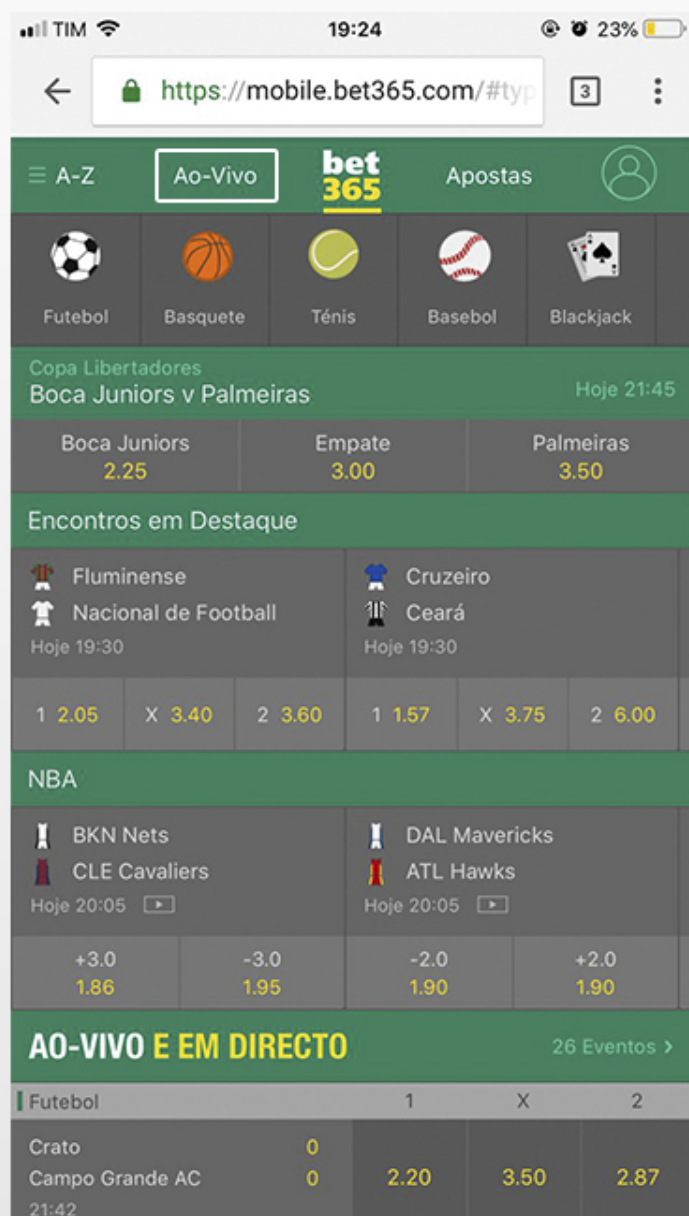 TIM 19:24 23%
https://mobile.bet365.com/#typ 3
A-Z Ao-Vivo bet365 Apostas
Futebol Basquete Ténis Basebol Blackjack
Copa Libertadores
Boca Juniors v Palmeiras Hoje 21:45
Boca Juniors Empate Palmeiras
2.25 3.00 3.50
Encontros em Destaque
Fluminense Cruzeiro
Nacional de Football Ceará
Hoje 19:30 Hoje 19:30
1 2.05 X 3.40 2 3.60 1 1.57 X 3.75 2 6.00
NBA
BKN Nets DAL Mavericks
CLE Cavaliers ATL Hawks
Hoje 20:05 Hoje 20:05
+3.0 -3.0 -2.0 +2.0
1.86 1.95 1.90 1.90
AO-VIVO E EM DIRECTO 26 Eventos >
Futebol 1 X 2
Crato 0
Campo Grande AC 0 2.20 3.50 2.87
21:42